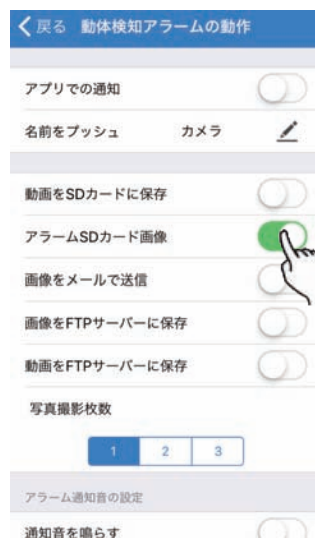 戻る 動体検知アラームの動作
アプリでの通知
名前をプッシュ カメラ
動画をSDカードに保存
アラームSDカード画像
画像をメールで送信
画像をFTPサーバーに保存
動画をFTPサーバーに保存
写真撮影枚数
1 2 3
アラーム通知音の設定
通知音を鳴らす